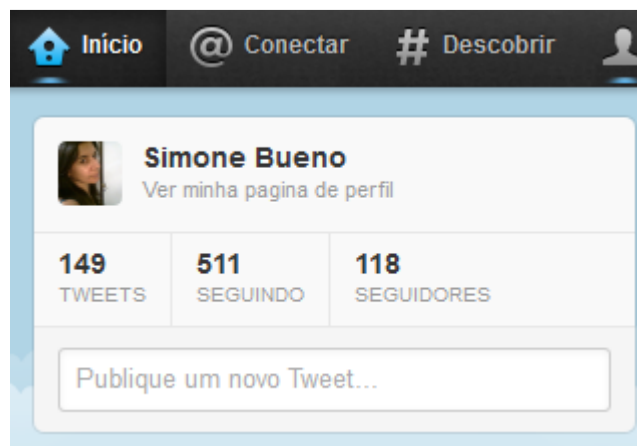 Início @ Conectar # Descobrir
Simone Bueno
Ver minha pagina de perfil
149 511 118
TWEETS SEGUINDO SEGUIDORES
Publique um novo Tweet...